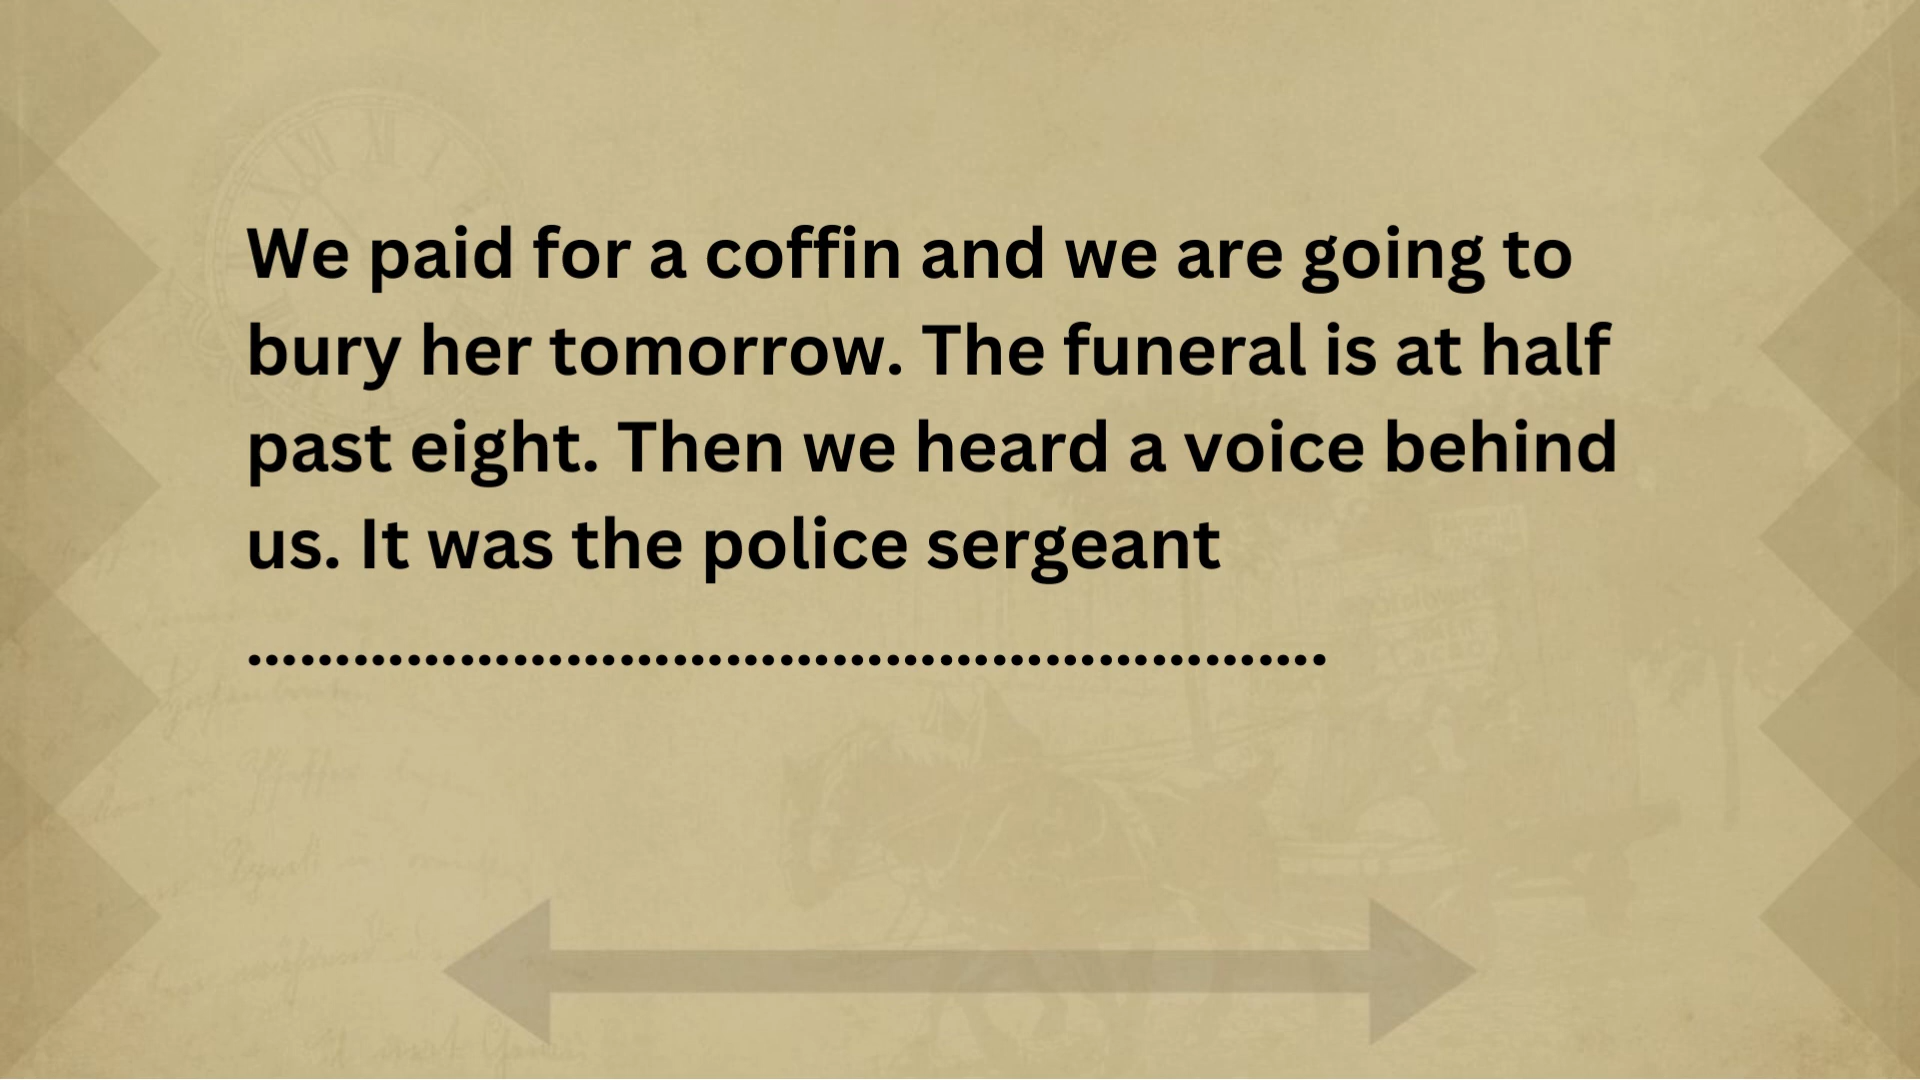 We paid for a coffin and we are going to
bury her tomorrow. The funeral is at half
past eight. Then we heard a voice behind
us. It was the police sergeant
.............................................................